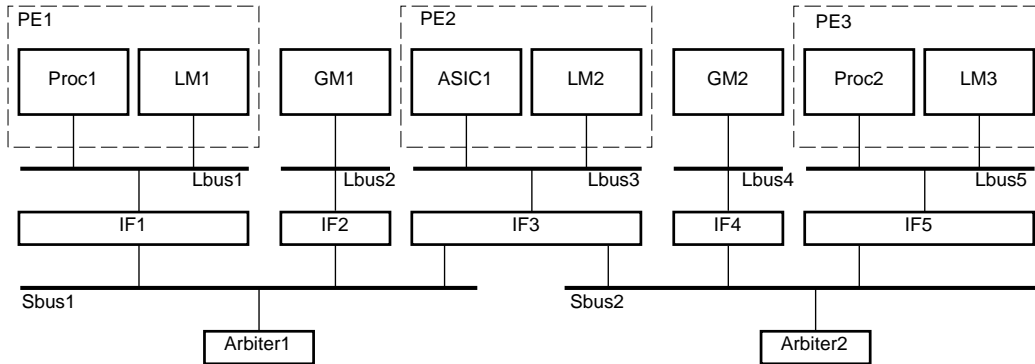 PE1
PE2
PE3
Proc1
LM1
GM1
ASIC1
LM2
GM2
Proc2
LM3
Lbus1
Lbus2
Lbus3
Lbus4
Lbus5
IF1
IF2
IF3
IF4
IF5
Sbus1
Sbus2
Arbiter1
Arbiter2